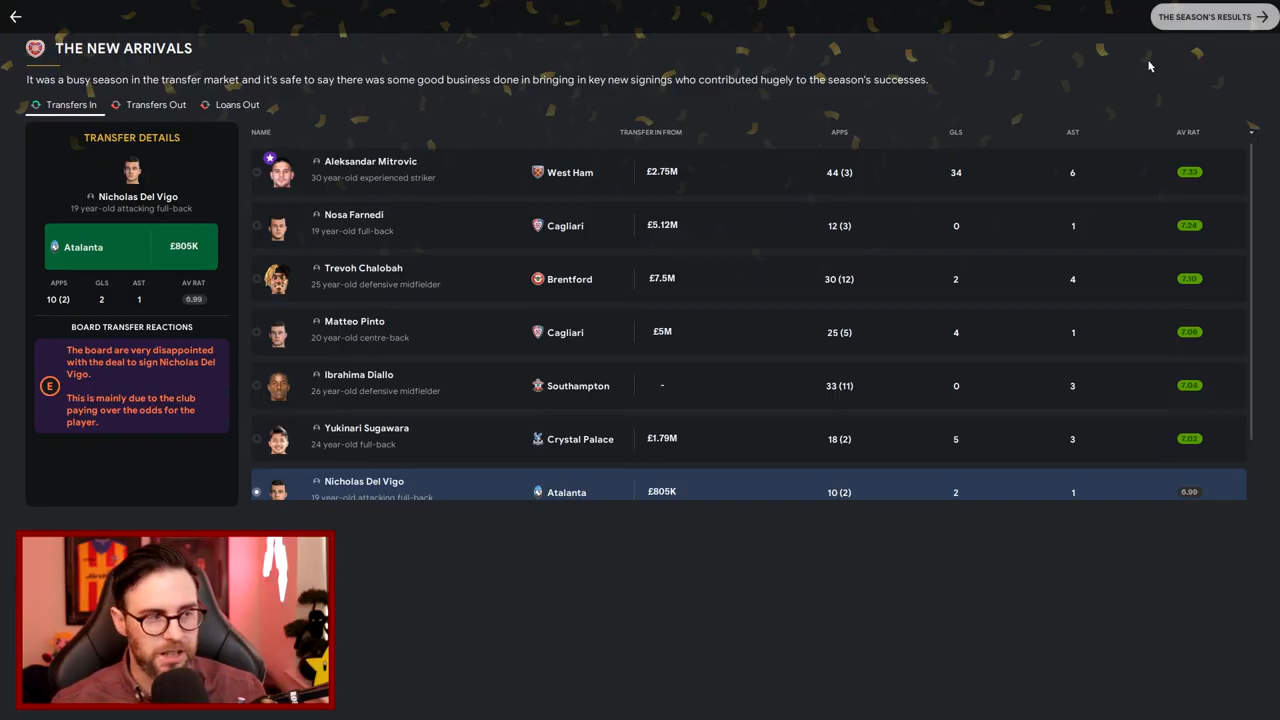 THE SEASON'S RESULTS
THE NEW ARRIVALS
It was a busy season in the transfer market and it's safe to say there was some good business done in bringing in key new signings who contributed hugely to the season's successes.
Transfers In Transfers Out Loans Out
TRANSFER DETAILS
Nicholas Del Vigo
19 year-old attacking full-back
Atalanta £805K
APPS GLS AST AV RAT
10 (2) 2 1 6.99
BOARD TRANSFER REACTIONS
E
The board are very disappointed
with the deal to sign Nicholas Del
Vigo.
This is mainly due to the club
paying over the odds for the
player.
NAME TRANSFER IN FROM APPS GLS AST AV RAT
Aleksandar Mitrovic
30 year-old experienced striker
West Ham £2.75M 44 (3) 34 6 7.33
Nosa Farnedi
19 year-old full-back
Cagliari £5.12M 12 (3) 0 1 7.24
Trevoh Chalobah
25 year-old defensive midfielder
Brentford £7.5M 30 (12) 2 4 7.10
Matteo Pinto
20 year-old centre-back
Cagliari £5M 25 (5) 4 1 7.06
Ibrahima Diallo
26 year-old defensive midfielder
Southampton - 33 (11) 0 3 7.04
Yukinari Sugawara
24 year-old full-back
Crystal Palace £1.79M 18 (2) 5 3 7.02
Nicholas Del Vigo
19 year-old attacking full-back
Atalanta £805K 10 (2) 2 1 6.99